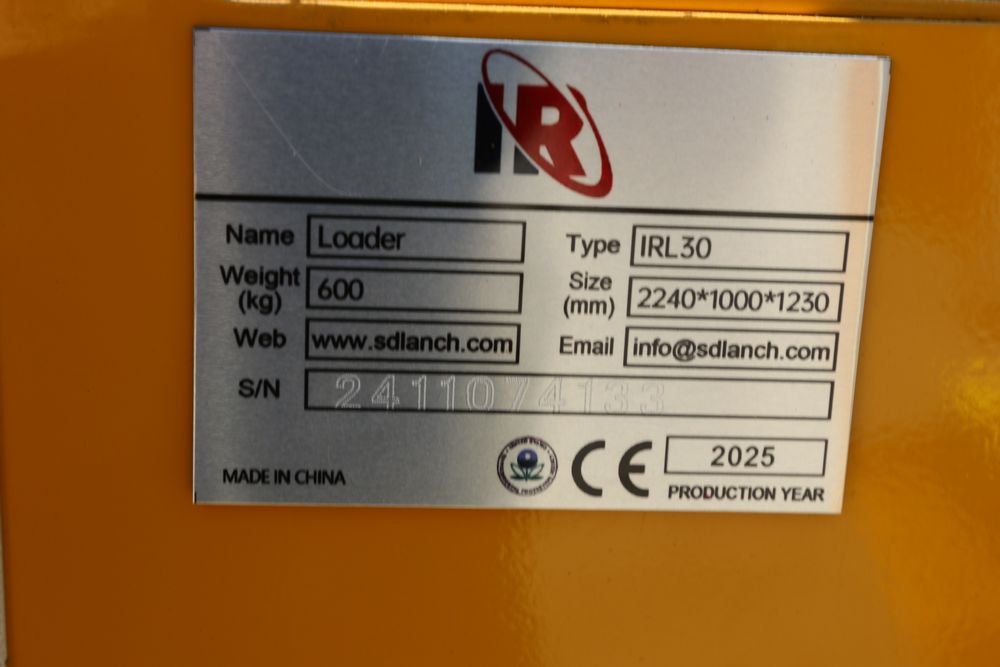 IR
Name Loader Type IRL30
Weight (kg) 600 Size (mm) 2240*1000*1230
Web www.sdlanch.com Email info@sdlanch.com
S/N 2411074133
MADE IN CHINA
CE
2025
PRODUCTION YEAR